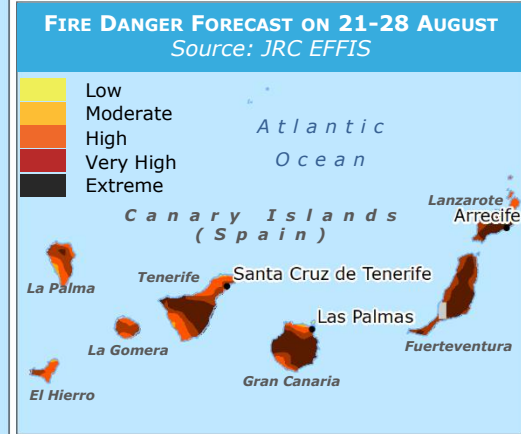 FIRE DANGER FORECAST ON 21-28 AUGUST
Source: JRC EFFIS
Low
Moderate
High
Very High
Extreme
Atlantic
Ocean
Canary Islands
(Spain)
Lanzarote
Arrecife
La Palma
Tenerife
Santa Cruz de Tenerife
Las Palmas
La Gomera
Fuerteventura
Gran Canaria
El Hierro